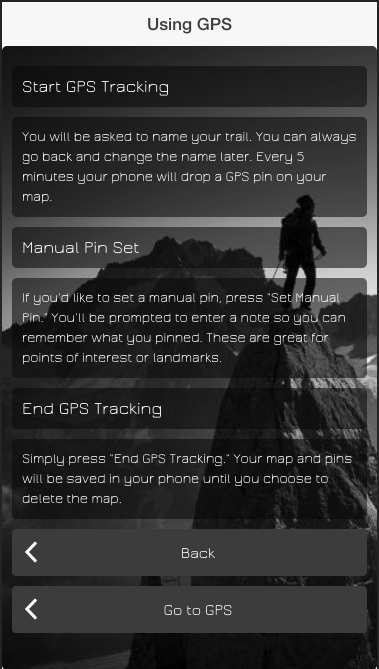 Using GPS
Start GPS Tracking
You will be asked to name your trail. You can always
go back and change the name later. Every 5
minutes your phone will drop a GPS pin on your
map.
Manual Pin Set
If you'd like to set a manual pin, press "Set Manual
Pin." You'll be prompted to enter a note so you can
remember what you pinned. These are great for
points of interest or landmarks.
End GPS Tracking
Simply press "End GPS Tracking." Your map and pins
will be saved in your phone until you choose to
delete the map.
Back
Go to GPS